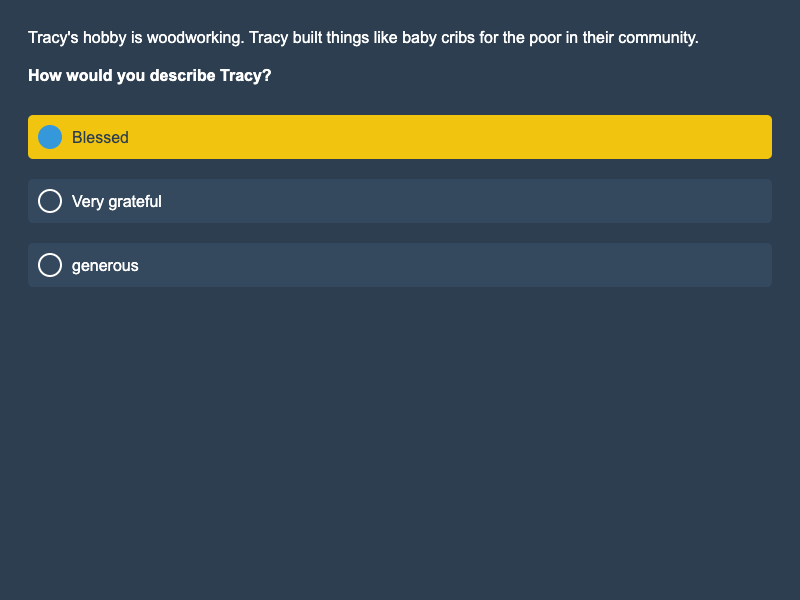 Tracy's hobby is woodworking. Tracy built things like baby cribs for the poor in their community.
How would you describe Tracy?
Blessed
Very grateful
generous